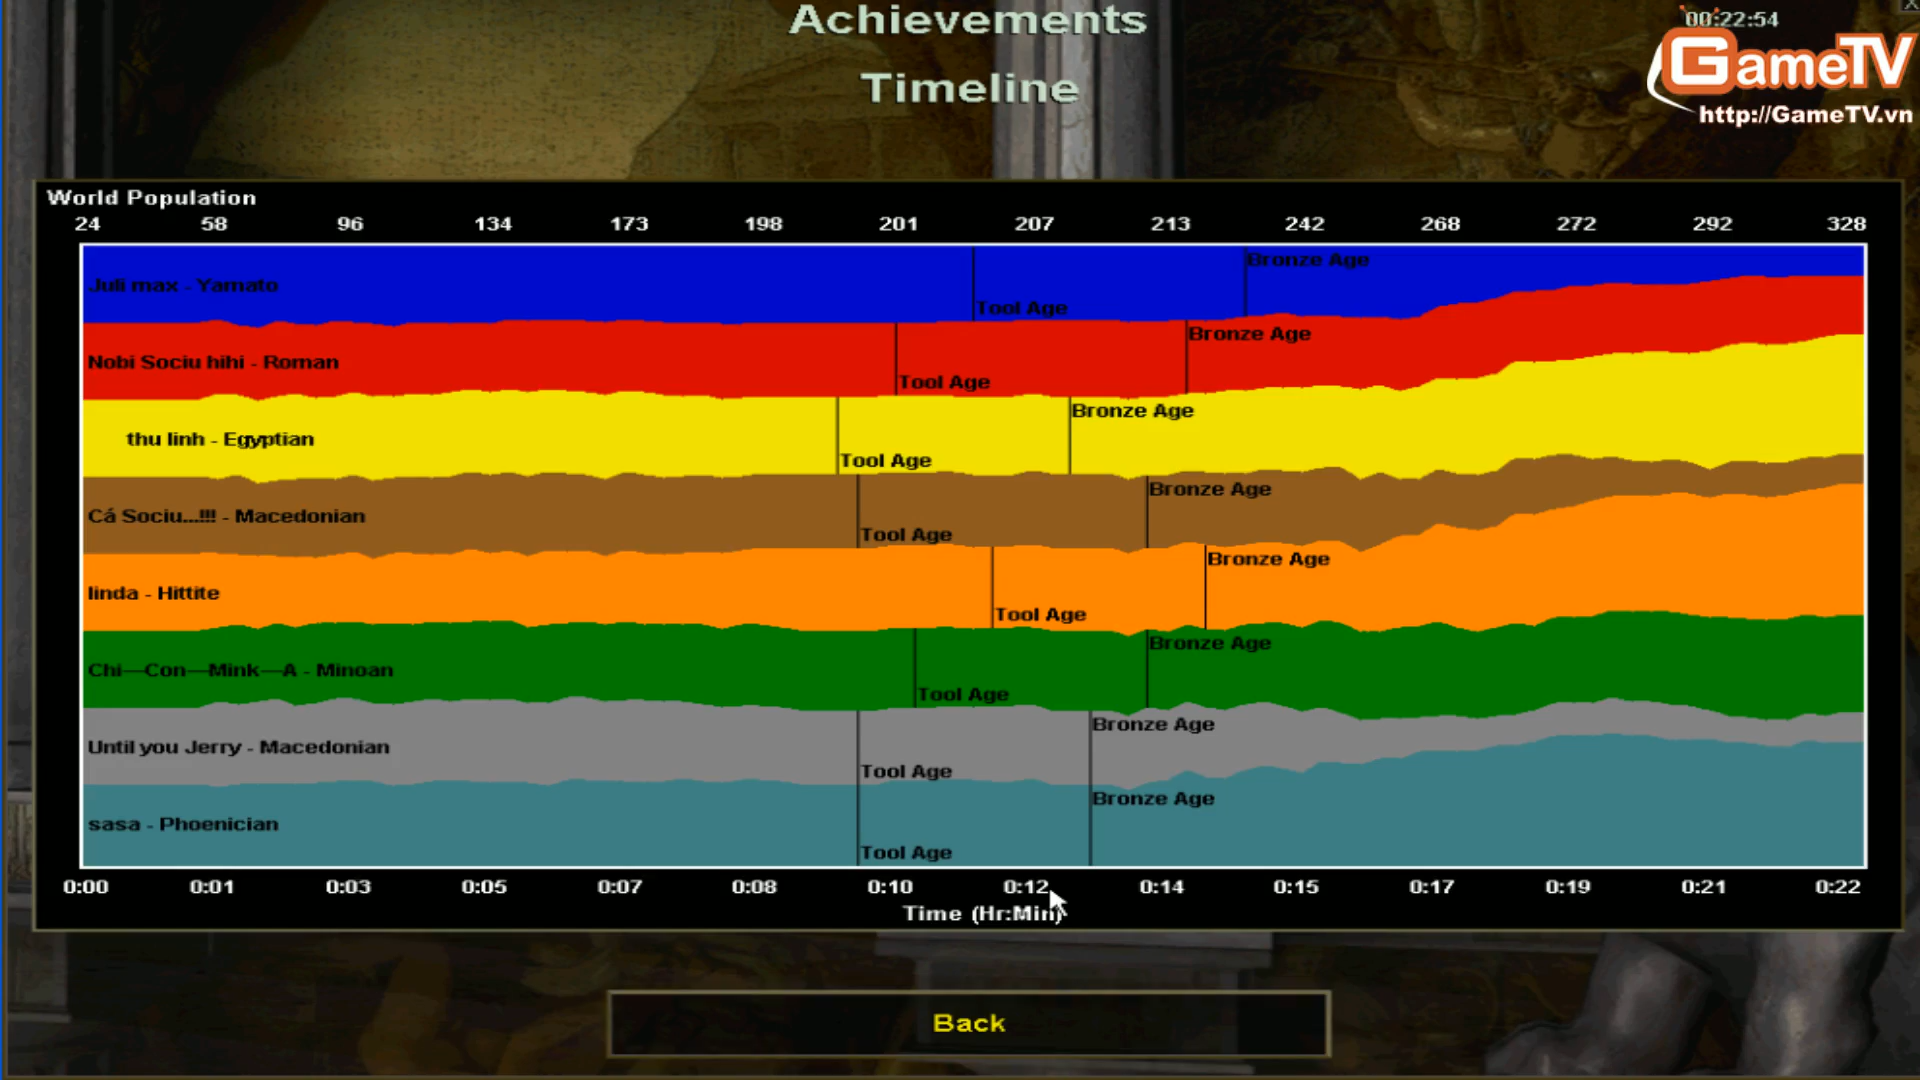 Achievements
Timeline
00:22:54
GameTV
http://GameTV.vn
World Population
24 58 96 134 173 198 201 207 213 242 268 272 292 328
Bronze Age
Juli max - Yamato
Tool Age
Bronze Age
Nobi Sociu hihi - Roman
Tool Age
Bronze Age
thu linh - Egyptian
Tool Age
Bronze Age
Cá Sociu...!!! - Macedonian
Tool Age
Bronze Age
linda - Hittite
Tool Age
Bronze Age
Chi---Con---Mink---A - Minoan
Tool Age
Bronze Age
Until you Jerry - Macedonian
Tool Age
Bronze Age
sasa - Phoenician
Tool Age
0:00 0:01 0:03 0:05 0:07 0:08 0:10 0:12 0:14 0:15 0:17 0:19 0:21 0:22
Time (Hr:Min)
Back